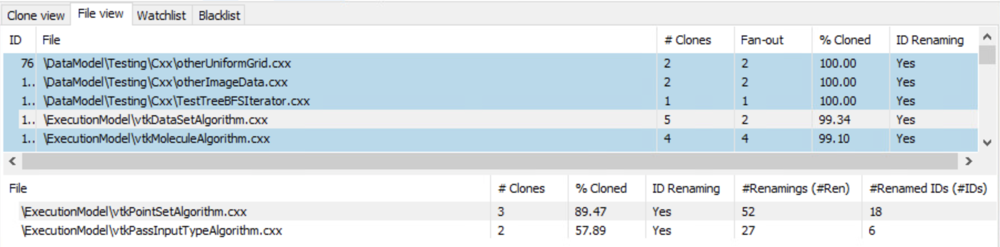 Clone view File view Watchlist Blacklist
ID File # Clones Fan-out % Cloned ID Renaming
76 \DataModel\Testing\Cxx\otherUniformGrid.cxx 2 2 100.00 Yes
1.. \DataModel\Testing\Cxx\otherImageData.cxx 2 2 100.00 Yes
1.. \DataModel\Testing\Cxx\TestTreeBFSIterator.cxx 1 1 100.00 Yes
1.. \ExecutionModel\vtkDataSetAlgorithm.cxx 5 2 99.34 Yes
1.. \ExecutionModel\vtkMoleculeAlgorithm.cxx 4 4 99.10 Yes
File # Clones % Cloned ID Renaming #Renamings (#Ren) #Renamed IDs (#IDs)
\ExecutionModel\vtkPointSetAlgorithm.cxx 3 89.47 Yes 52 18
\ExecutionModel\vtkPassInputTypeAlgorithm.cxx 2 57.89 Yes 27 6